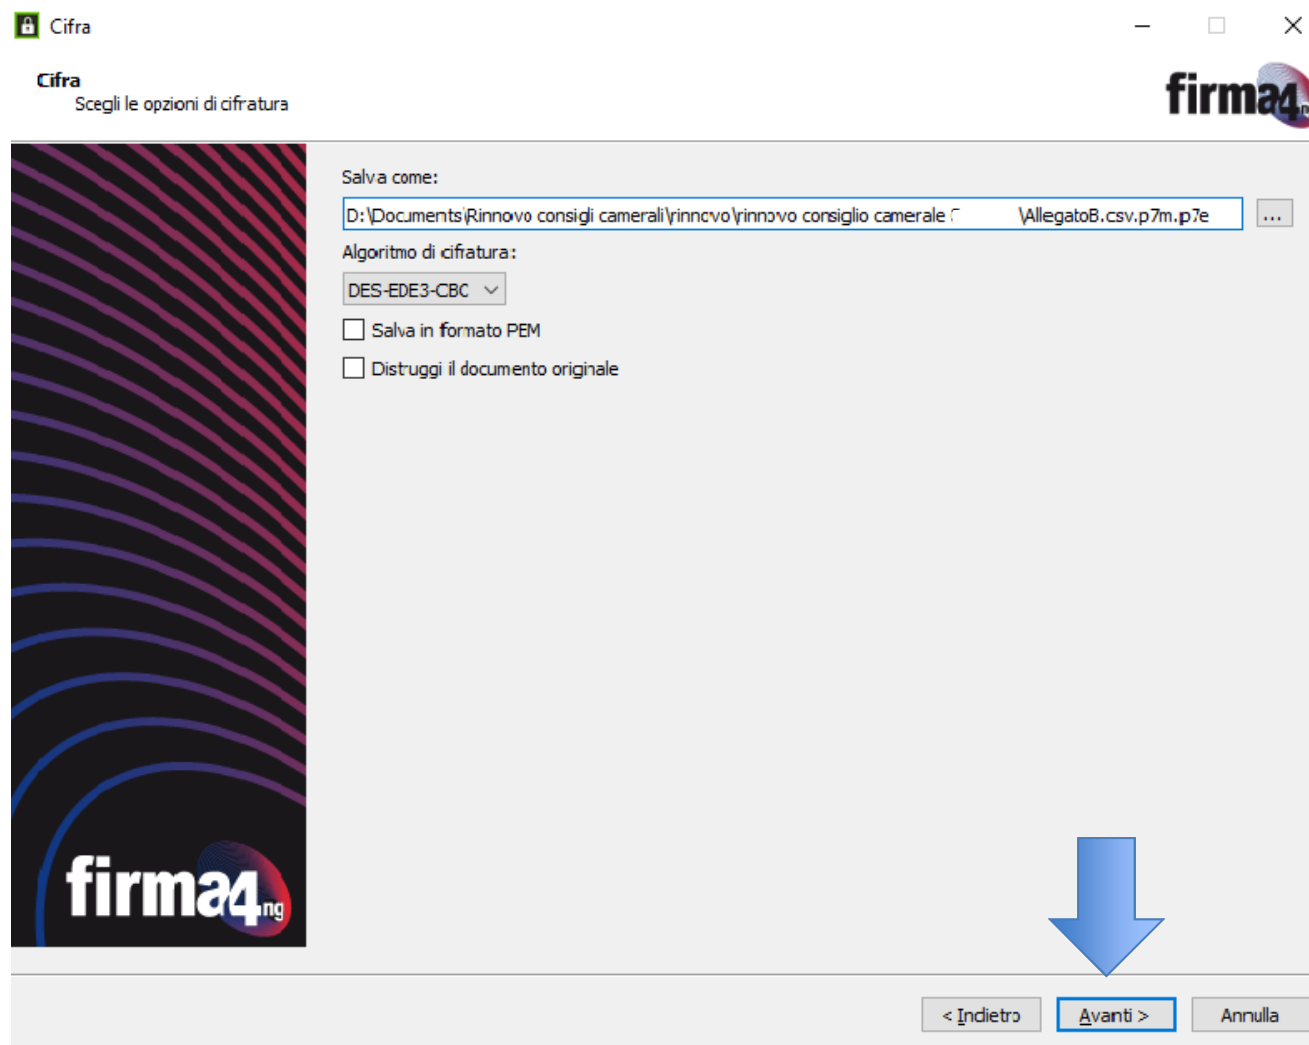 Cifra
Cifra
Scegli le opzioni di cifratura
firma4
Salva come:
D:\Documents\Rinnovo consigli camerali\rinnovo\rinnovo consiglio camerale \AllegatoB.csv.p7m.p7e
...
Algoritmo di cifratura:
DES-EDE3-CBC
Salva in formato PEM
Distruggi il documento originale
firma4ng
< Indietro
Avanti >
Annulla